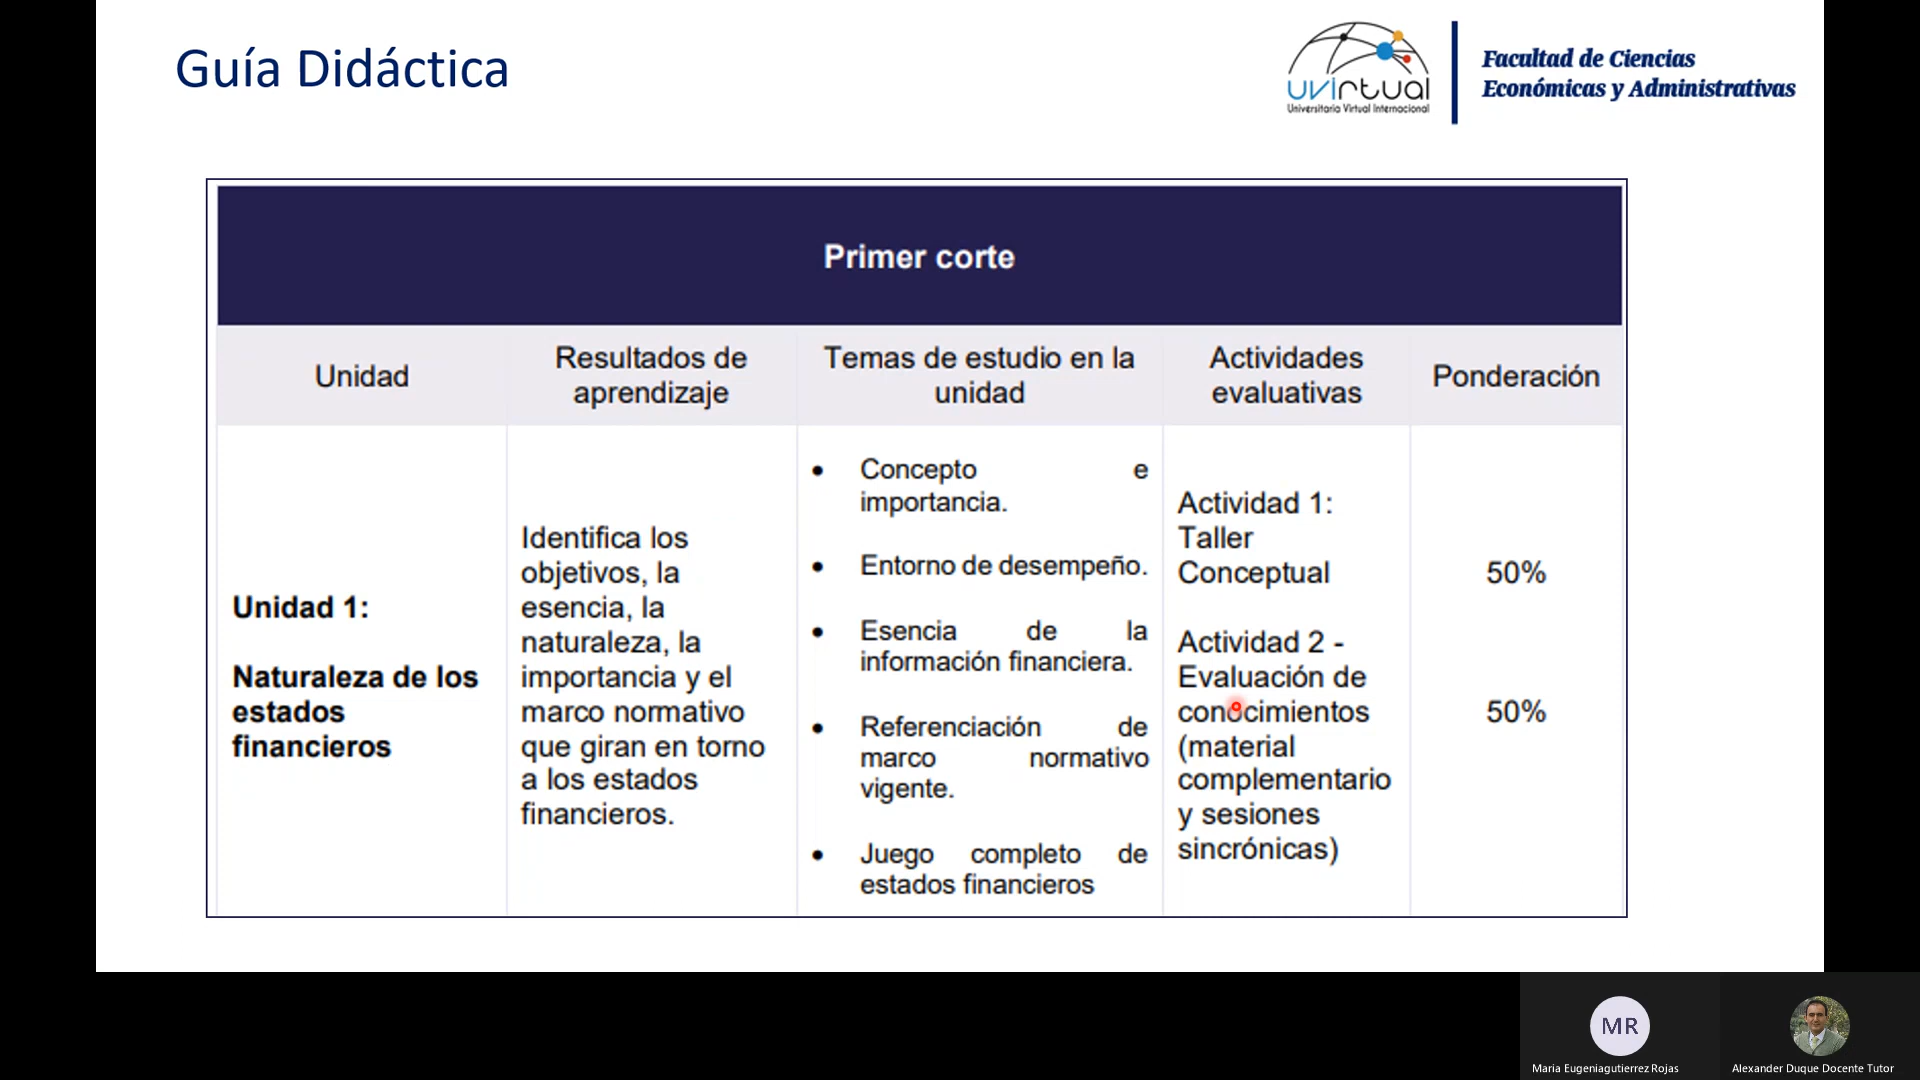 Guía Didáctica
uvirtual
Universitaria Virtual Internacional
Facultad de Ciencias
Económicas y Administrativas
Primer corte
Unidad
Resultados de
aprendizaje
Temas de estudio en la
unidad
Actividades
evaluativas
Ponderación
Unidad 1:
Naturaleza de los
estados
financieros
Identifica los
objetivos, la
esencia, la
naturaleza, la
importancia y el
marco normativo
que giran en torno
a los estados
financieros.
• Concepto e
importancia.
• Entorno de desempeño.
• Esencia de la
información financiera.
• Referenciación de
marco normativo
vigente.
• Juego completo de
estados financieros
Actividad 1:
Taller
Conceptual
Actividad 2 -
Evaluación de
conocimientos
(material
complementario
y sesiones
sincrónicas)
50%
50%
MR
Maria Eugeniagutierrez Rojas
Alexander Duque Docente Tutor